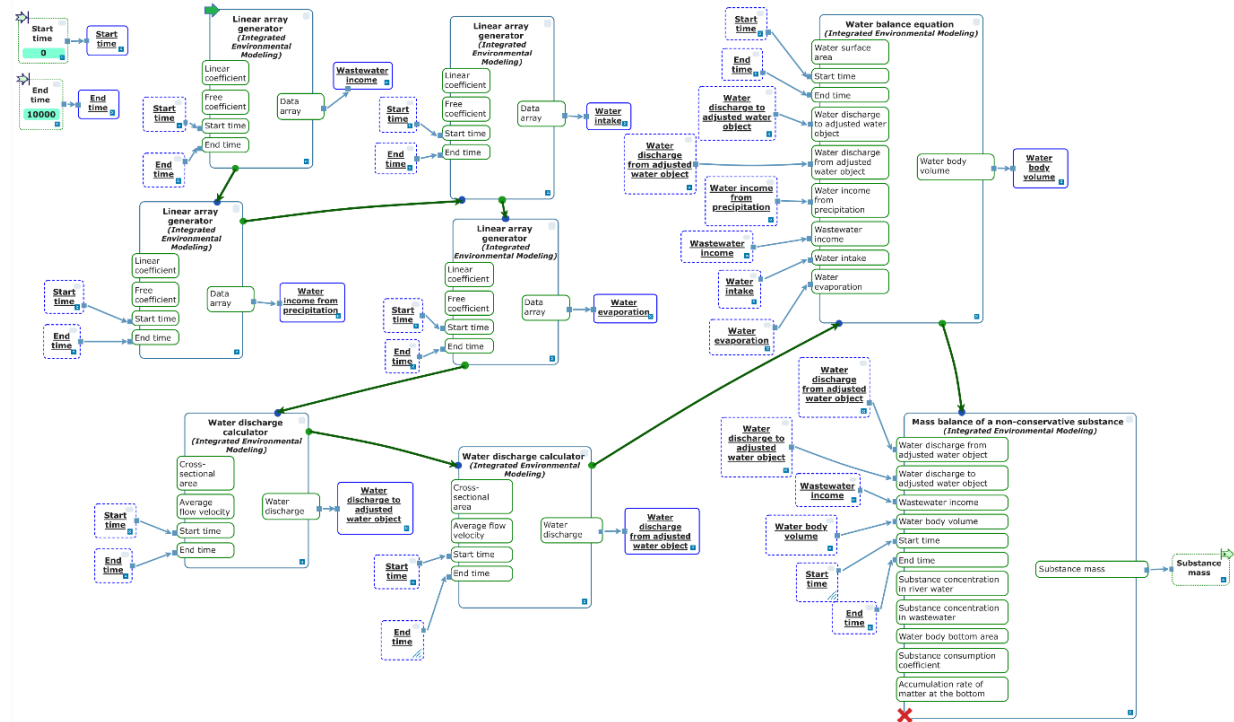 Start
time
0
Start
time
End
time
10000
End
time
Linear array
generator
(Integrated
Environmental
Modeling)
Linear
coefficient
Free
coefficient
Start time
End time
Data
array
Start
time
End
time
Wastewater
income
Linear array
generator
(Integrated
Environmental
Modeling)
Linear
coefficient
Free
coefficient
Start time
End time
Data
array
Start
time
End
time
Water
intake
Linear array
generator
(Integrated
Environmental
Modeling)
Linear
coefficient
Free
coefficient
Start time
End time
Data
array
Start
time
End
time
Water
income from
precipitation
Linear array
generator
(Integrated
Environmental Modeling)
Linear
coefficient
Free
coefficient
Start time
End time
Data
array
Start
time
End
time
Water
evaporation
Water discharge
calculator
(Integrated Environmental
Modeling)
Cross-
sectional
area
Average
flow velocity
Start time
End time
Water
discharge
Start
time
End
time
Water
discharge to
adjusted
water object
Water discharge calculator
(Integrated Environmental
Modeling)
Cross-
sectional
area
Average flow
velocity
Start time
End time
Water
discharge
Start
time
End
time
Water
discharge
from adjusted
water object
Water balance equation
(Integrated Environmental
Modeling)
Water surface
area
Start time
End time
Water discharge
to adjusted water
object
Water discharge
from adjusted
water object
Water income
from
precipitation
Wastewater
income
Water intake
Water
evaporation
Water body
volume
Start
time
End
time
Water
discharge to
adjusted water
object
Water
discharge
from adjusted
water object
Water income
from
precipitation
Wastewater
income
Water
intake
Water
evaporation
Water
body
volume
Mass balance of a non-conservative substance
(Integrated Environmental Modeling)
Water discharge from
adjusted water object
Water discharge to
adjusted water object
Wastewater income
Water body volume
Start time
End time
Substance concentration
in river water
Substance concentration
in wastewater
Water body bottom area
Substance consumption
coefficient
Accumulation rate of
matter at the bottom
Substance mass
Water
discharge
from adjusted
water object
Water
discharge to
adjusted
water object
Wastewater
income
Water body
volume
Start
time
End
time
Substance
mass